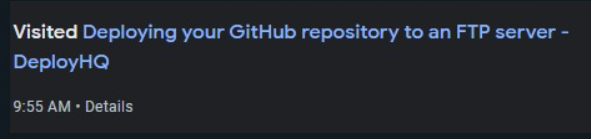 Visited Deploying your GitHub repository to an FTP server -
DeployHQ
9:55 AM • Details